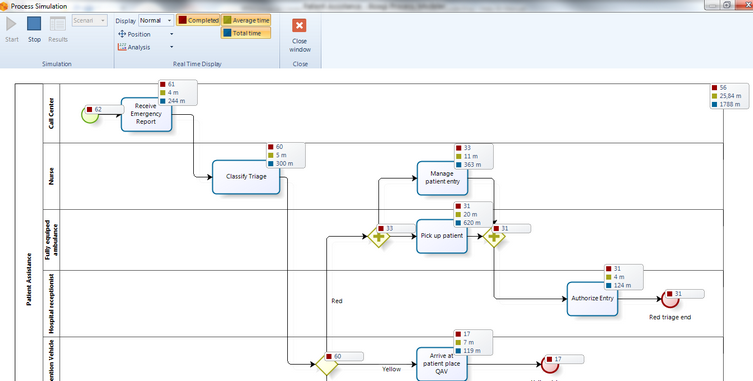 Process Simulation
Start
Stop
Results
Scenari
Display
Normal
Position
Analysis
Completed
Average time
Total time
Close
window
Simulation
Real Time Display
Close
Patient Assistance
Call Center
62
Receive
Emergency
Report
61
4 m
244 m
56
25,84 m
1788 m
Nurse
Classify Triage
60
5 m
300 m
Manage
patient entry
33
11 m
363 m
Fully equiped
ambulance
33
Pick up patient
31
20 m
620 m
31
Hospital receptionist
Red
Authorize Entry
31
4 m
124 m
31
Red triage end
ention Vehicle
60
Yellow
Arrive at
patient place
QAV
17
7 m
119 m
17